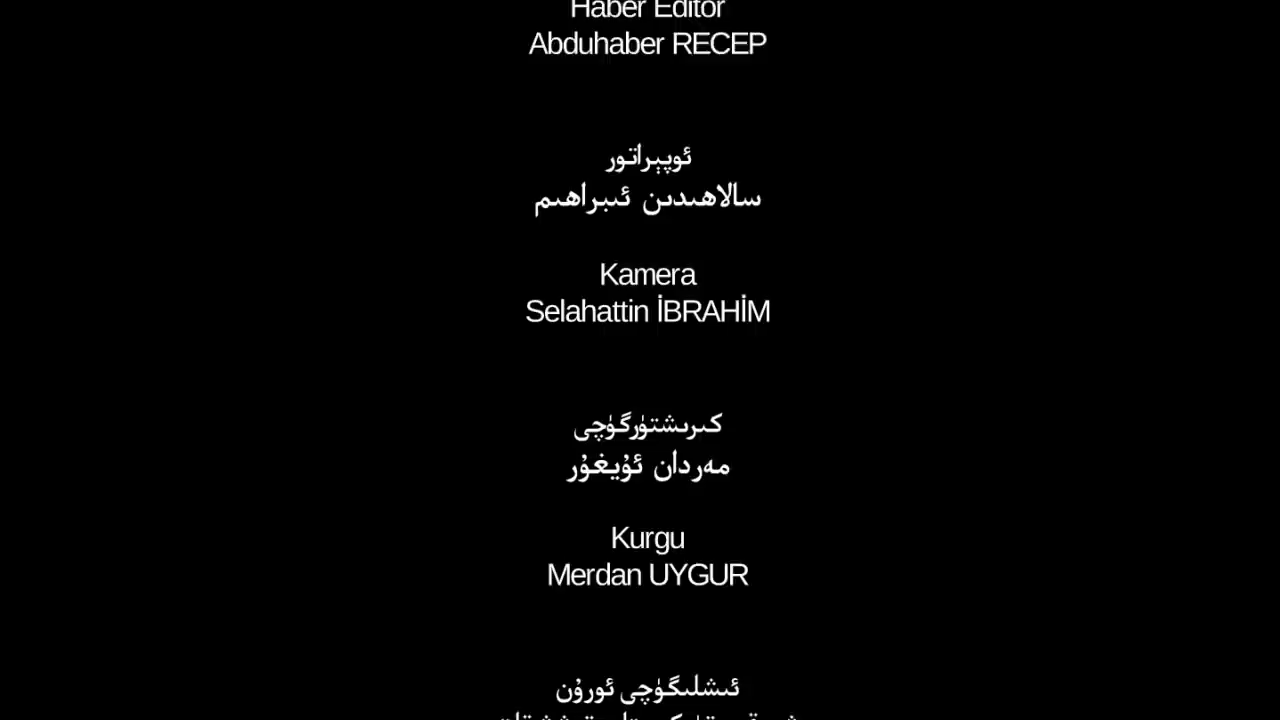 Haber Editor
Abduhaber RECEP
ئوپېراتور
سالاھىدىن ئىبراھىم
Kamera
Selahattin İBRAHİM
كىرىشتۈرگۈچى
مەردان ئۇيغۇر
Kurgu
Merdan UYGUR
ئىشلىگۈچى ئورۇن